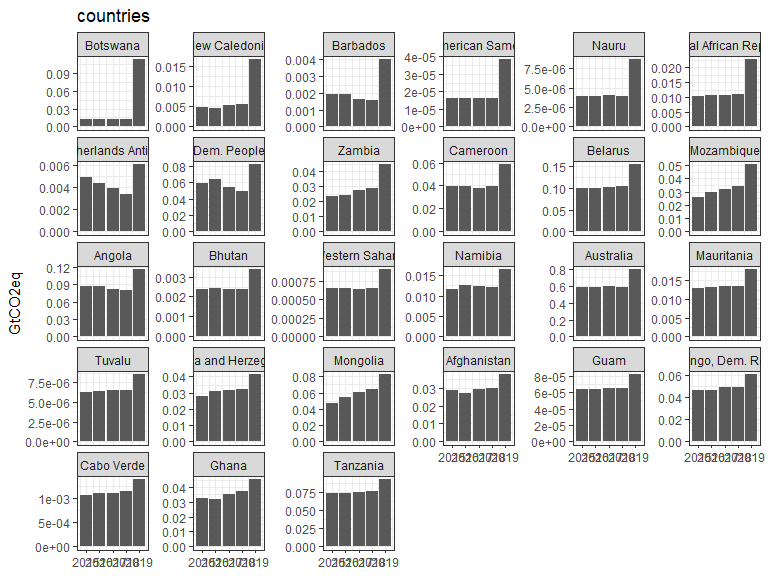 countries
Botswana
ew Caledoni
Barbados
nerican Samo
Nauru
al African Rep
0.09
0.06
0.03
0.00
0.015
0.010
0.005
0.000
0.004
0.003
0.002
0.001
0.000
4e-05
2e-05
0e+00
7.5e-06
5.0e-06
2.5e-06
0.0e+00
0.020
0.015
0.010
0.005
0.000
herlands Anti
Dem. People
Zambia
Cameroon
Belarus
Mozambique
0.006
0.004
0.002
0.000
0.08
0.06
0.04
0.02
0.00
0.04
0.03
0.02
0.01
0.00
0.06
0.04
0.02
0.00
0.15
0.10
0.05
0.00
0.05
0.04
0.03
0.02
0.01
0.00
GtCO2eq
Angola
Bhutan
Western Sahar
Namibia
Australia
Mauritania
0.12
0.09
0.06
0.03
0.00
0.003
0.002
0.001
0.000
0.00075
0.00050
0.00025
0.00000
0.015
0.010
0.005
0.000
0.8
0.6
0.4
0.2
0.0
0.015
0.010
0.005
0.000
Tuvalu
a and Herzeg
Mongolia
Afghanistan
Guam
ngo, Dem. R
7.5e-06
5.0e-06
2.5e-06
0.0e+00
0.04
0.03
0.02
0.01
0.00
0.08
0.06
0.04
0.02
0.00
0.03
0.02
0.01
0.00
8e-05
6e-05
4e-05
2e-05
0e+00
0.06
0.04
0.02
0.00
Cabo Verde
Ghana
Tanzania
1e-03
5e-04
0e+00
0.04
0.03
0.02
0.01
0.00
0.075
0.050
0.025
0.000